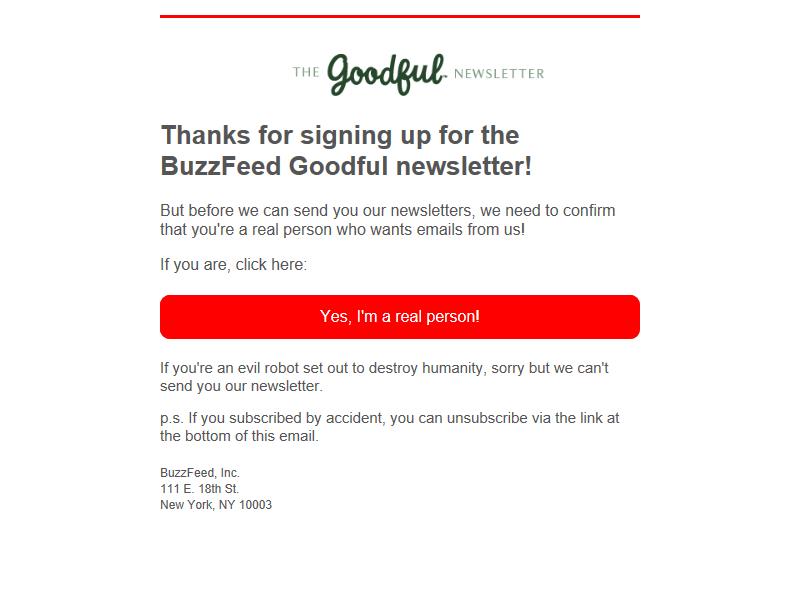 THE Goodful NEWSLETTER
Thanks for signing up for the
BuzzFeed Goodful newsletter!
But before we can send you our newsletters, we need to confirm
that you're a real person who wants emails from us!
If you are, click here:
Yes, I'm a real person!
If you're an evil robot set out to destroy humanity, sorry but we can't
send you our newsletter.
p.s. If you subscribed by accident, you can unsubscribe via the link at
the bottom of this email.
BuzzFeed, Inc.
111 E. 18th St.
New York, NY 10003